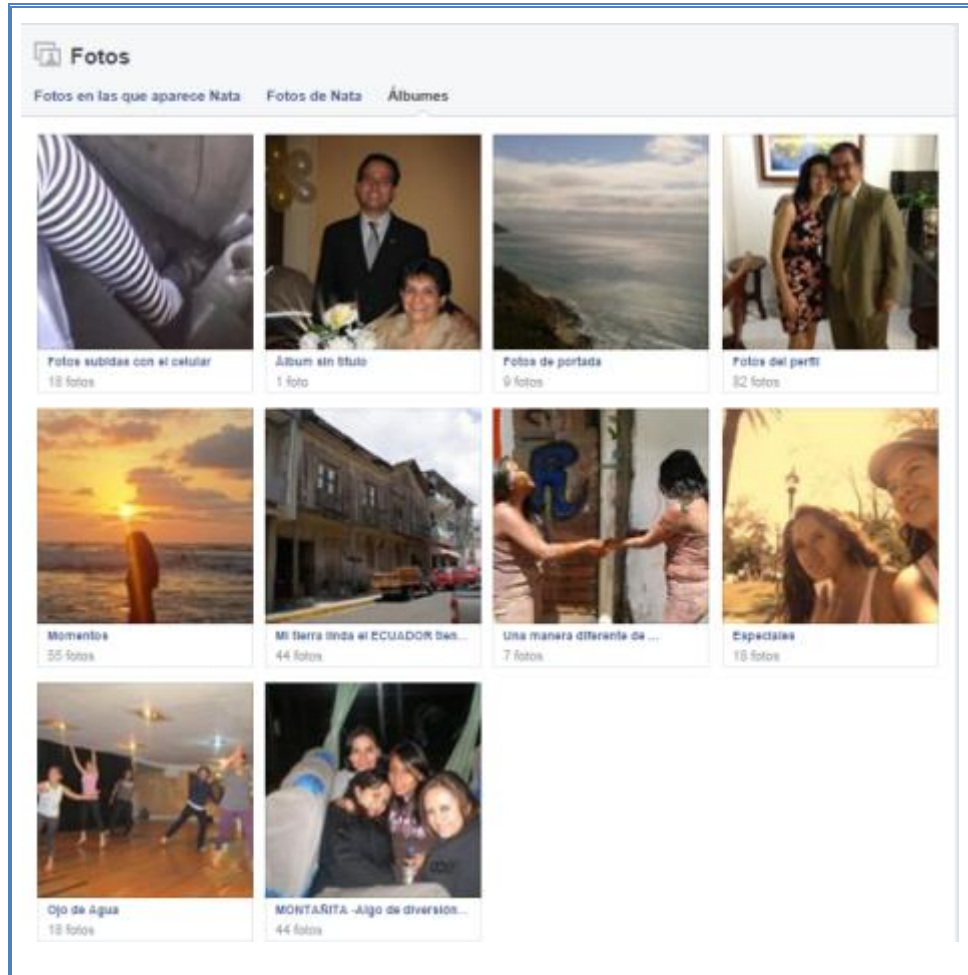 Fotos
Fotos en las que aparece Nata Fotos de Nata Álbumes
Fotos subidas con el celular
18 fotos
Álbum sin título
1 foto
Fotos de portada
9 fotos
Fotos del perfil
82 fotos
Momentos
55 fotos
Mi tierra linda el ECUADOR tien...
44 fotos
Una manera diferente de ...
7 fotos
Especiales
18 fotos
Ojo de Agua
18 fotos
MONTAÑITA -Algo de diversión...
44 fotos